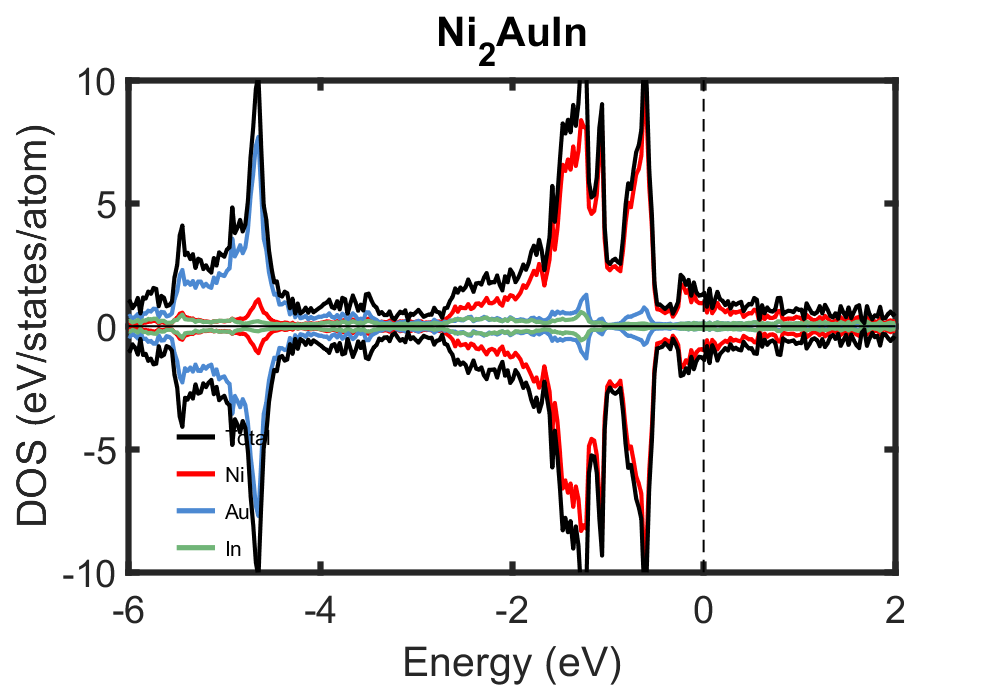 Ni2AuIn
10
5
0
-5
-10
DOS (eV/states/atom)
Total
Ni
Au
In
-6 -4 -2 0 2
Energy (eV)